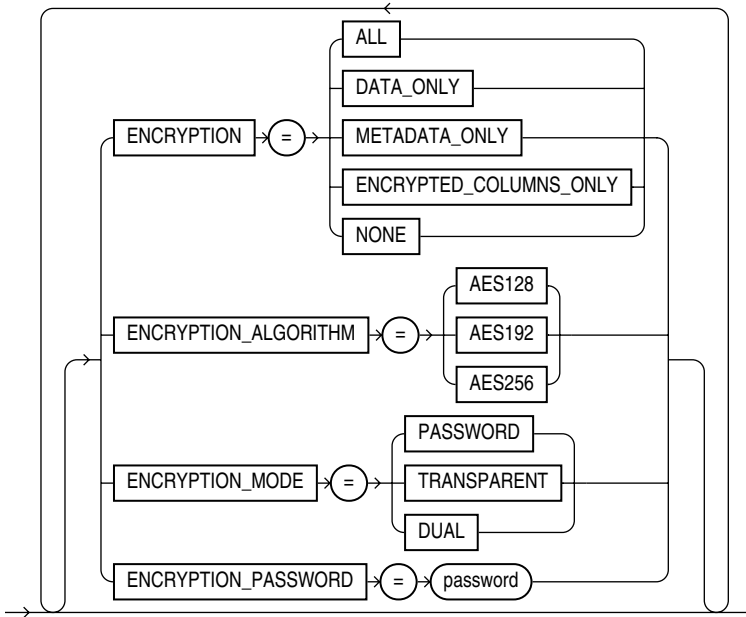 ALL
DATA_ONLY
ENCRYPTION = METADATA_ONLY
ENCRYPTED_COLUMNS_ONLY
NONE
AES128
ENCRYPTION_ALGORITHM = AES192
AES256
PASSWORD
ENCRYPTION_MODE = TRANSPARENT
DUAL
ENCRYPTION_PASSWORD = password